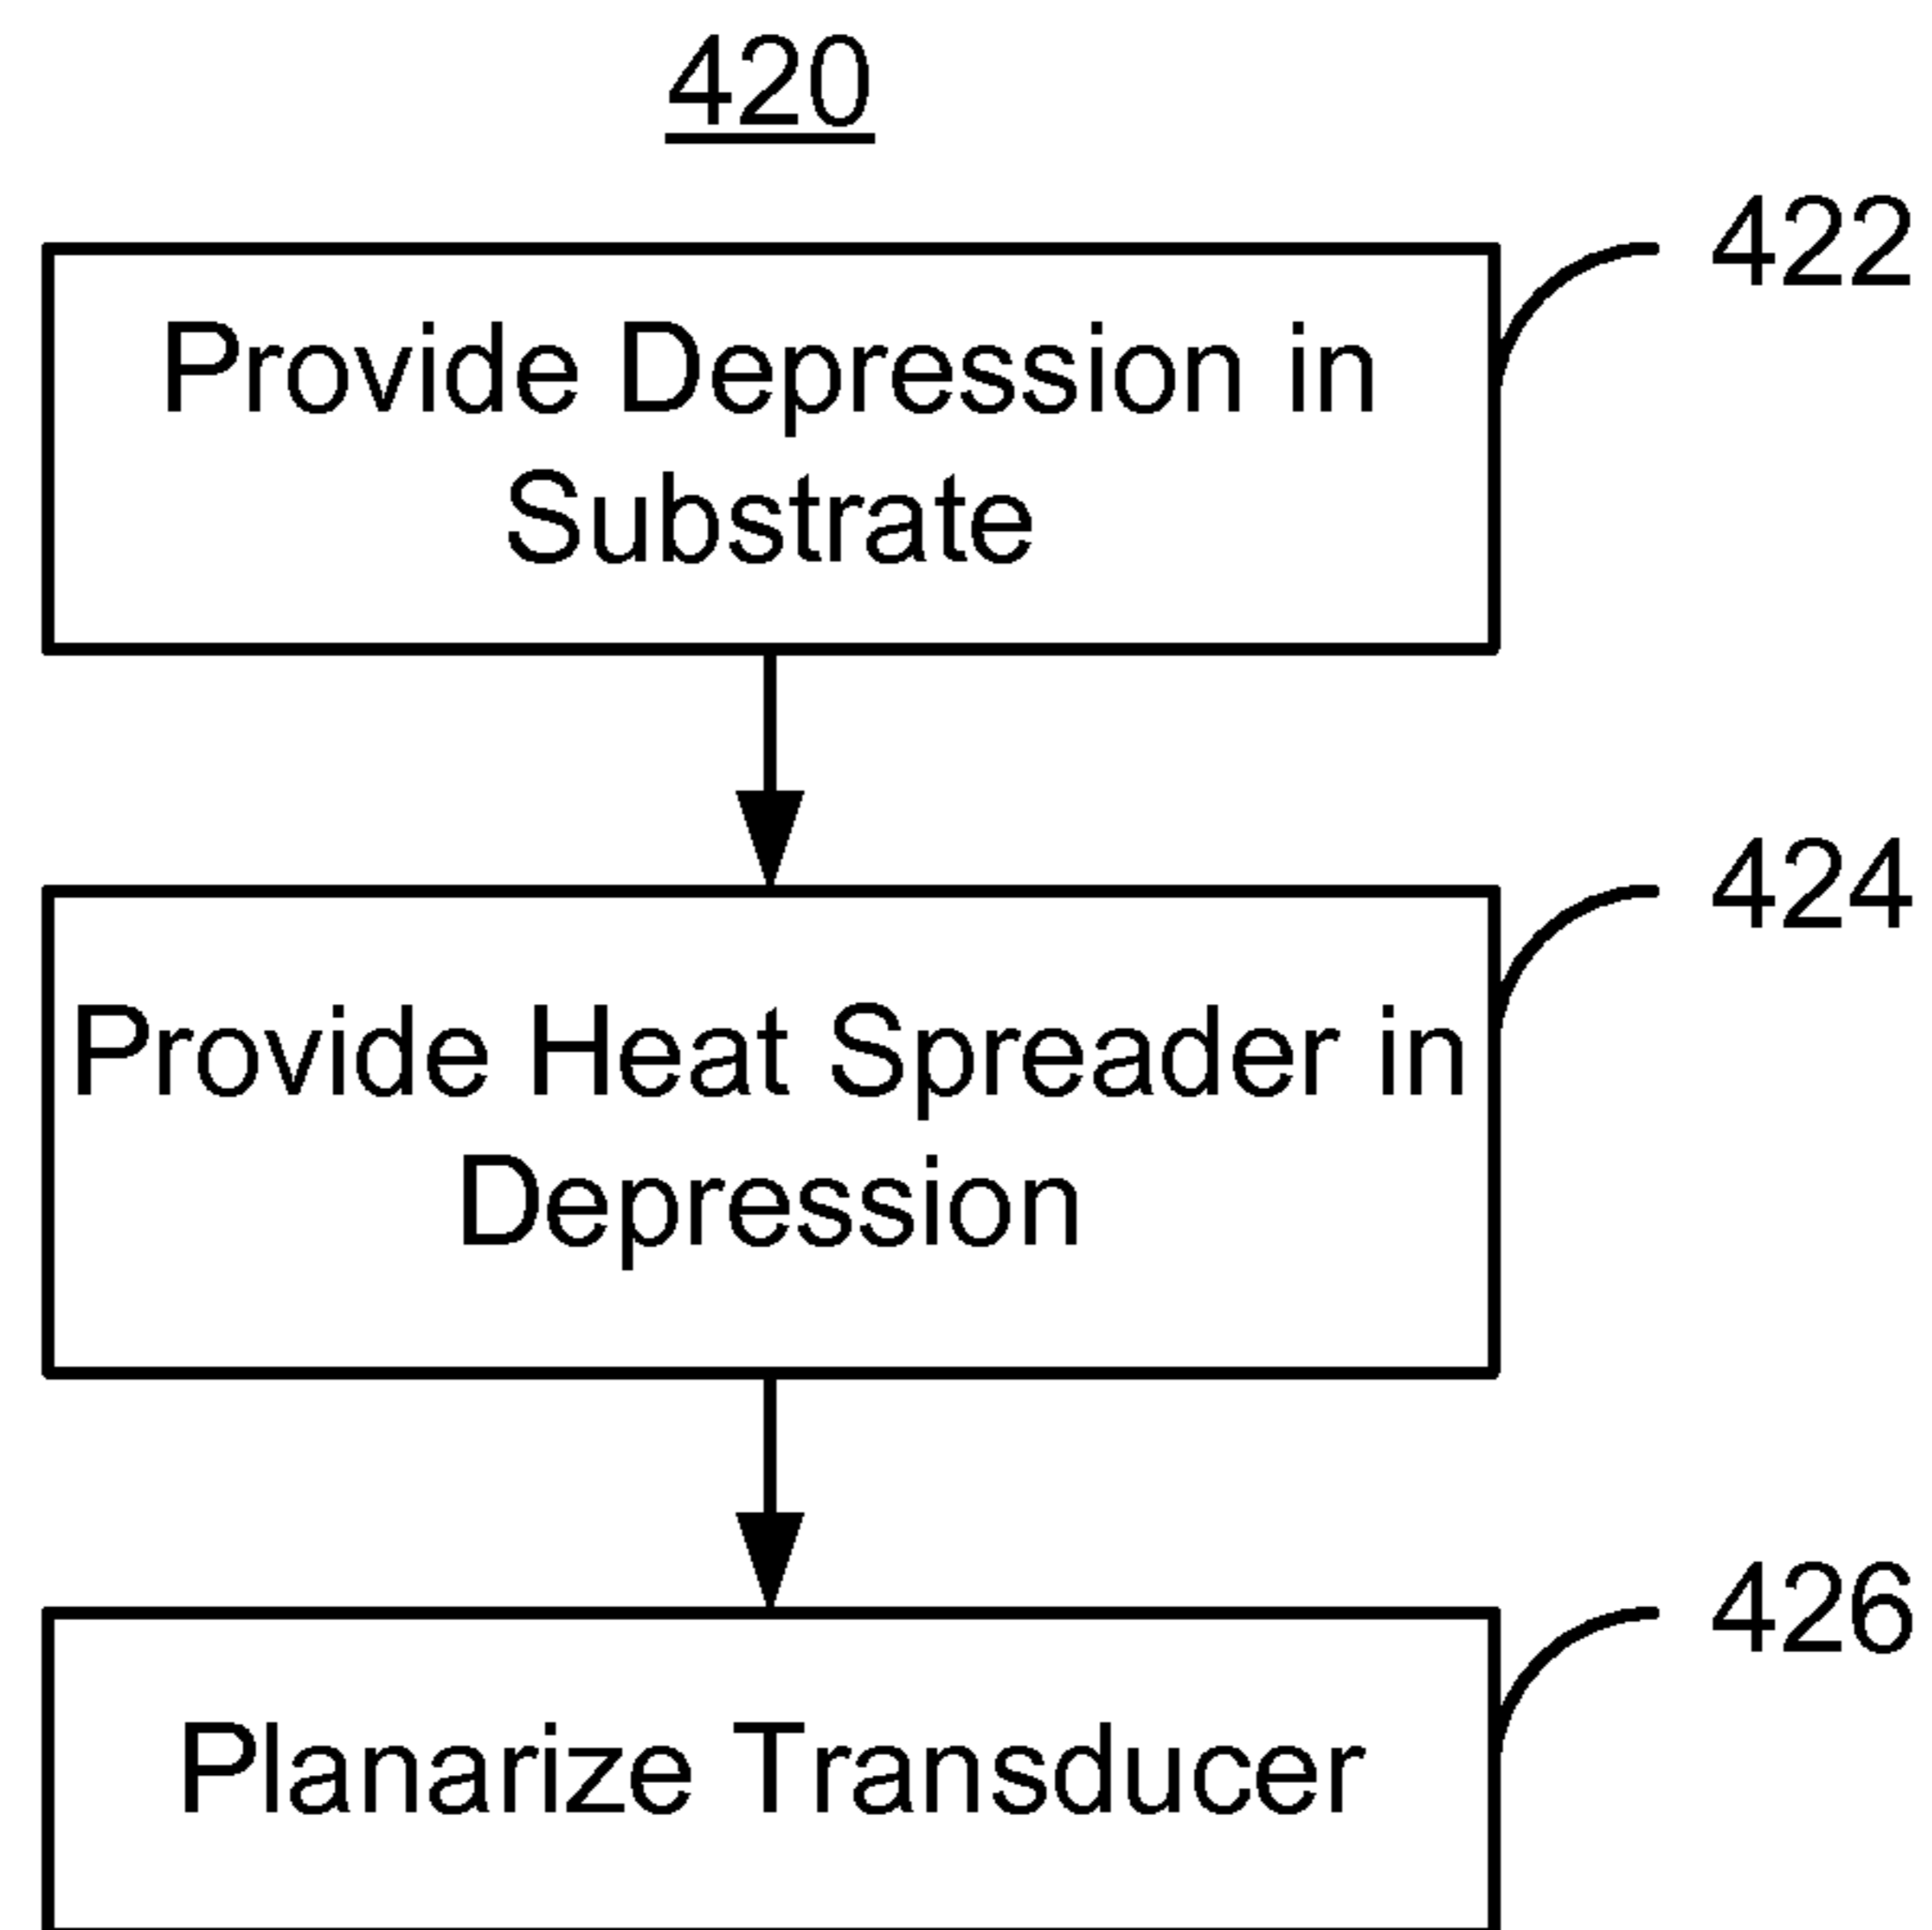 420
422
Provide Depression in
Substrate
424
Provide Heat Spreader in
Depression
426
Planarize Transducer